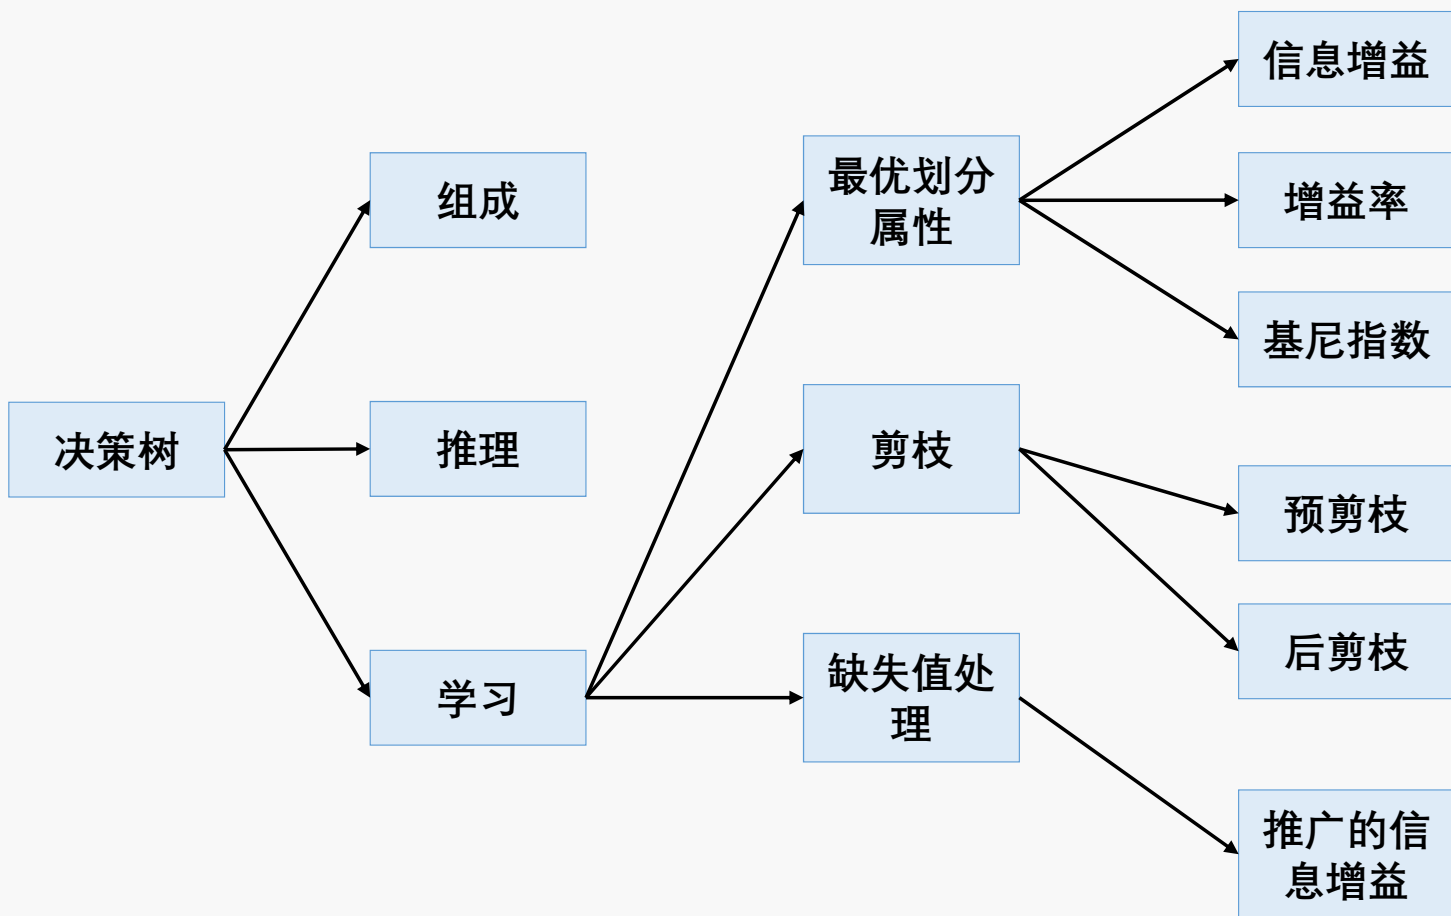 决策树
组成
推理
学习
最优划分
属性
剪枝
缺失值处
理
信息增益
增益率
基尼指数
预剪枝
后剪枝
推广的信
息增益